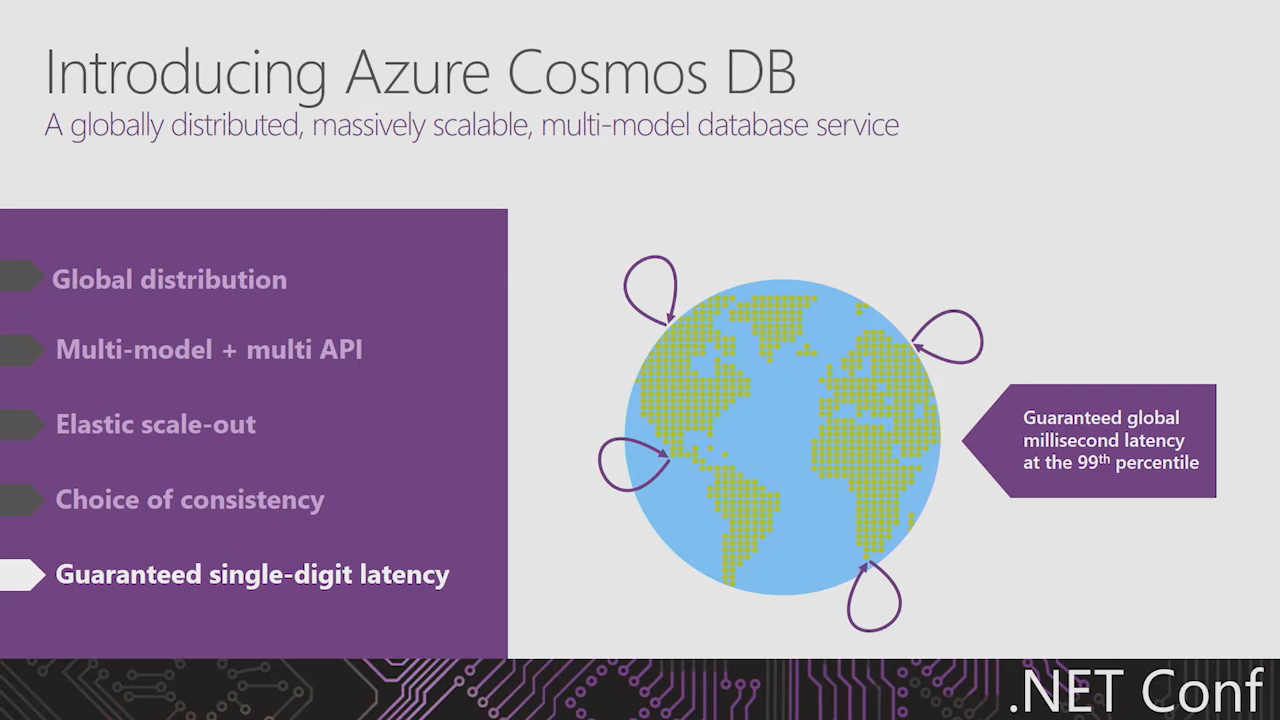 Introducing Azure Cosmos DB
A globally distributed, massively scalable, multi-model database service
Global distribution
Multi-model + multi API
Elastic scale-out
Choice of consistency
Guaranteed single-digit latency
Guaranteed global
millisecond latency
at the 99th percentile
.NET Conf